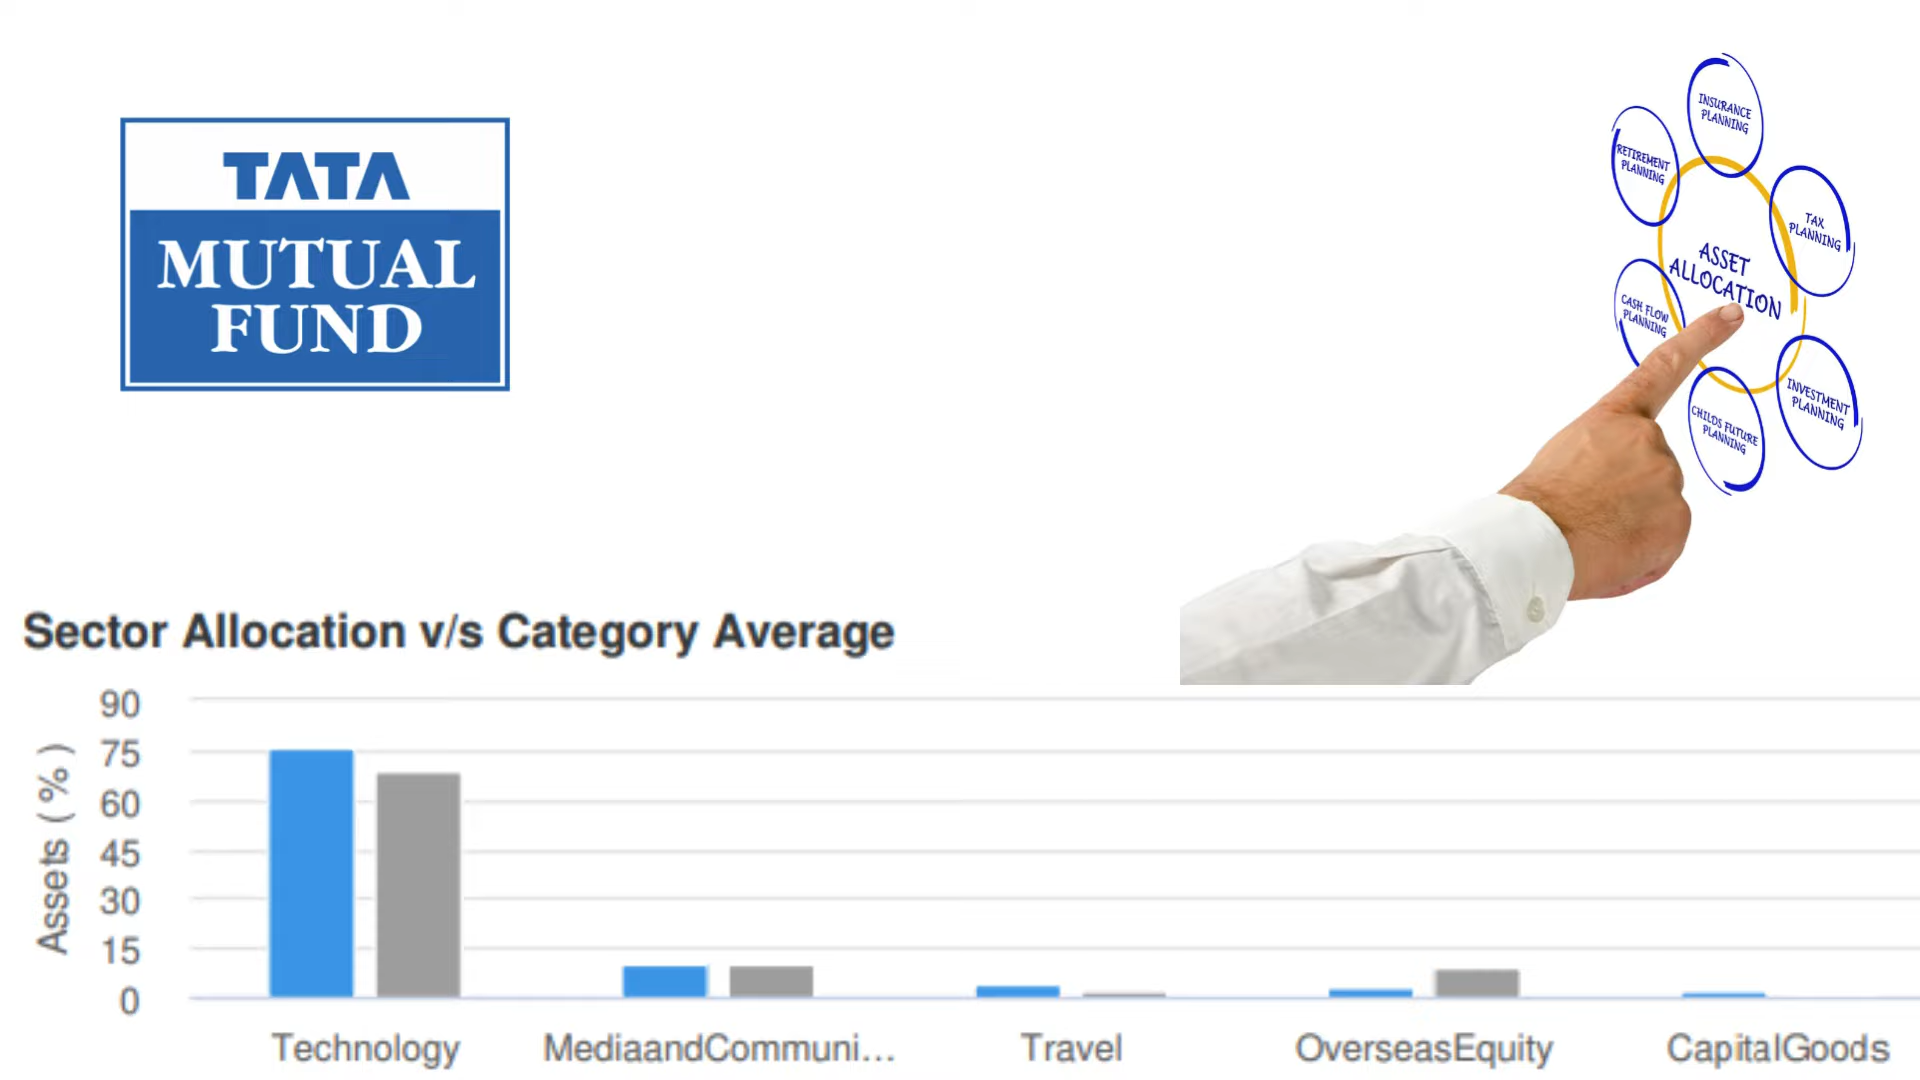 TATA
MUTUAL
FUND
INSURANCE
PLANNING
RETIREMENT
PLANNING
TAX
PLANNING
ASSET
ALLOCATION
CASH FLOW
PLANNING
INVESTMENT
PLANNING
CHILDS FUTURE
PLANNING
Sector Allocation v/s Category Average
Assets ( % )
90
75
60
45
30
15
0
Technology
MediaandCommuni...
Travel
OverseasEquity
CapitalGoods